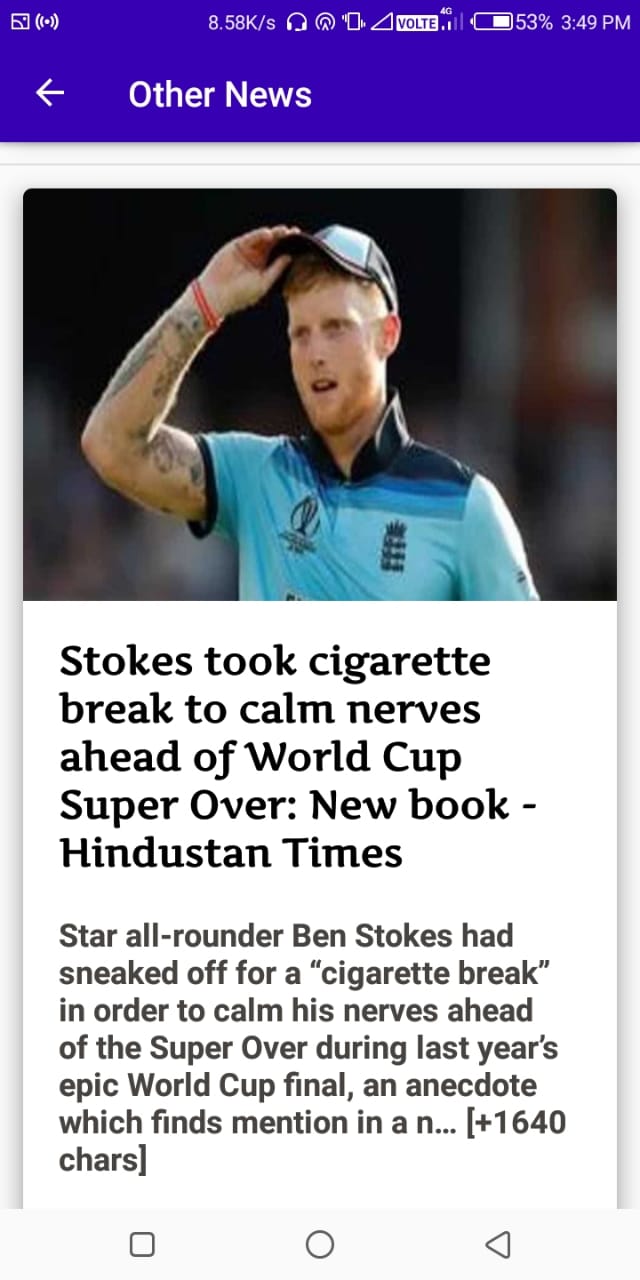 8.58K/s VOLTE 4G 53% 3:49 PM
Other News
Stokes took cigarette
break to calm nerves
ahead of World Cup
Super Over: New book -
Hindustan Times
Star all-rounder Ben Stokes had
sneaked off for a “cigarette break”
in order to calm his nerves ahead
of the Super Over during last year’s
epic World Cup final, an anecdote
which finds mention in a n… [+1640
chars]